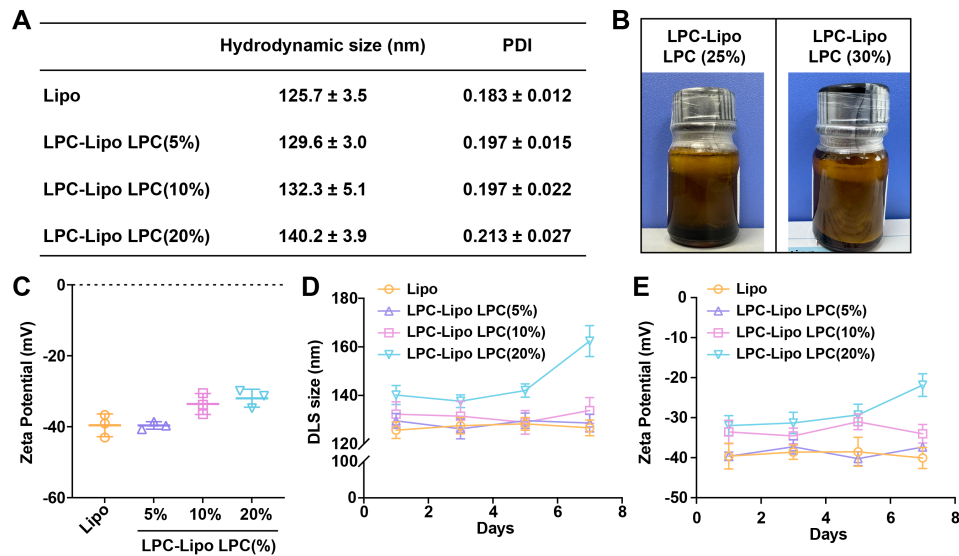 A
Hydrodynamic size (nm) PDI
Lipo 125.7 ± 3.5 0.183 ± 0.012
LPC-Lipo LPC(5%) 129.6 ± 3.0 0.197 ± 0.015
LPC-Lipo LPC(10%) 132.3 ± 5.1 0.197 ± 0.022
LPC-Lipo LPC(20%) 140.2 ± 3.9 0.213 ± 0.027
B
LPC-Lipo
LPC (25%)
LPC-Lipo
LPC (30%)
C
Zeta Potential (mV)
0
-20
-40
-60
Lipo
5% 10% 20%
LPC-Lipo LPC(%)
D
Lipo
LPC-Lipo LPC(5%)
LPC-Lipo LPC(10%)
LPC-Lipo LPC(20%)
DLS size (nm)
180
160
140
120
100
0
0 2 4 6 8
Days
E
Lipo
LPC-Lipo LPC(5%)
LPC-Lipo LPC(10%)
LPC-Lipo LPC(20%)
Zeta Potential (mV)
0
-10
-20
-30
-40
-50
0 2 4 6 8
Days